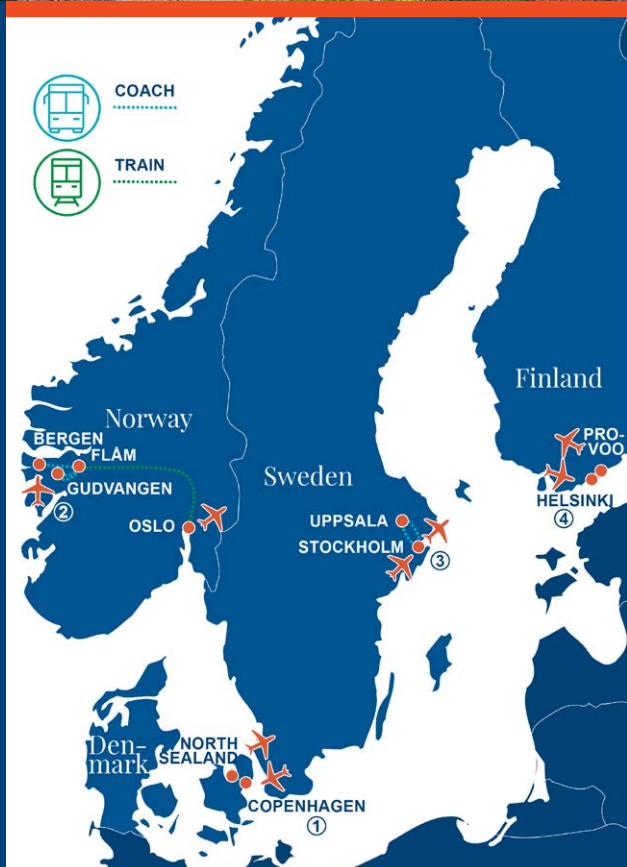 COACH
TRAIN
Finland
Norway
PRO-
VOO
BERGEN
FLÅM
Sweden
GUDVANGEN
②
HELSINKI
④
UPPSALA
OSLO
STOCKHOLM
③
Den-
mark
NORTH
SEALAND
COPENHAGEN
①